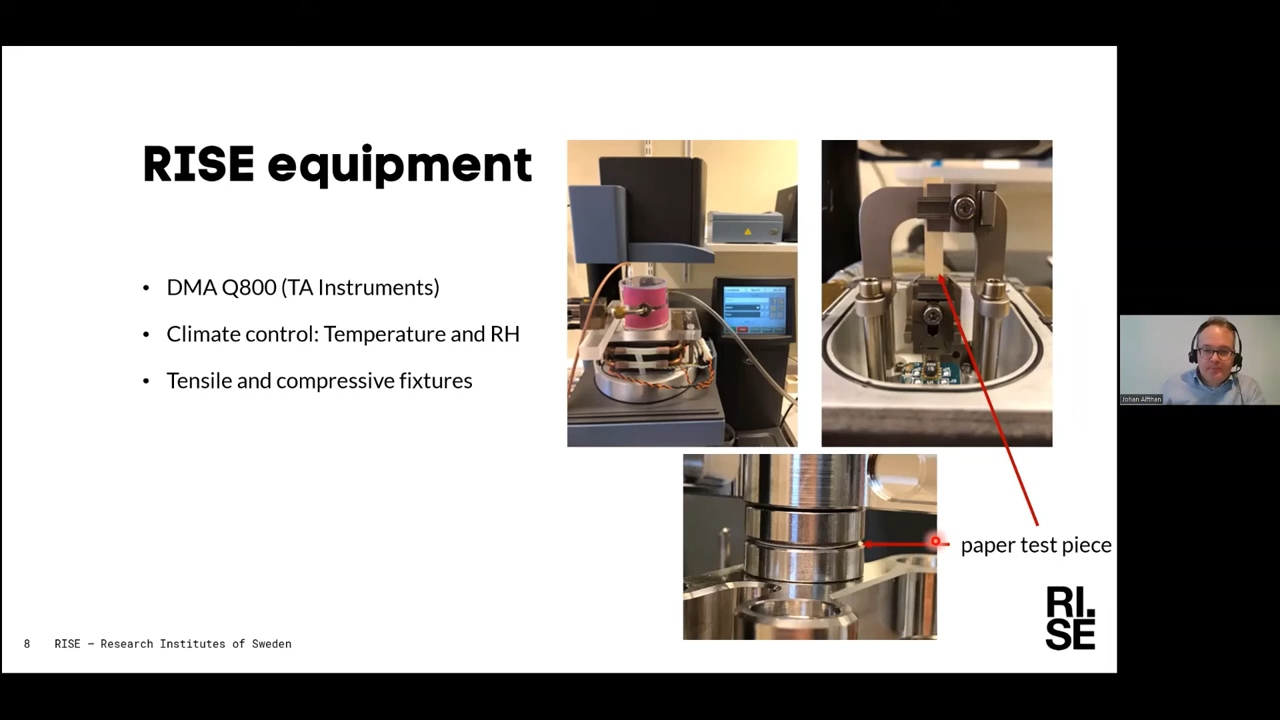 RISE equipment
• DMA Q800 (TA Instruments)
• Climate control: Temperature and RH
• Tensile and compressive fixtures
paper test piece
RI.
SE
8 RISE – Research Institutes of Sweden
Johan Alfthan